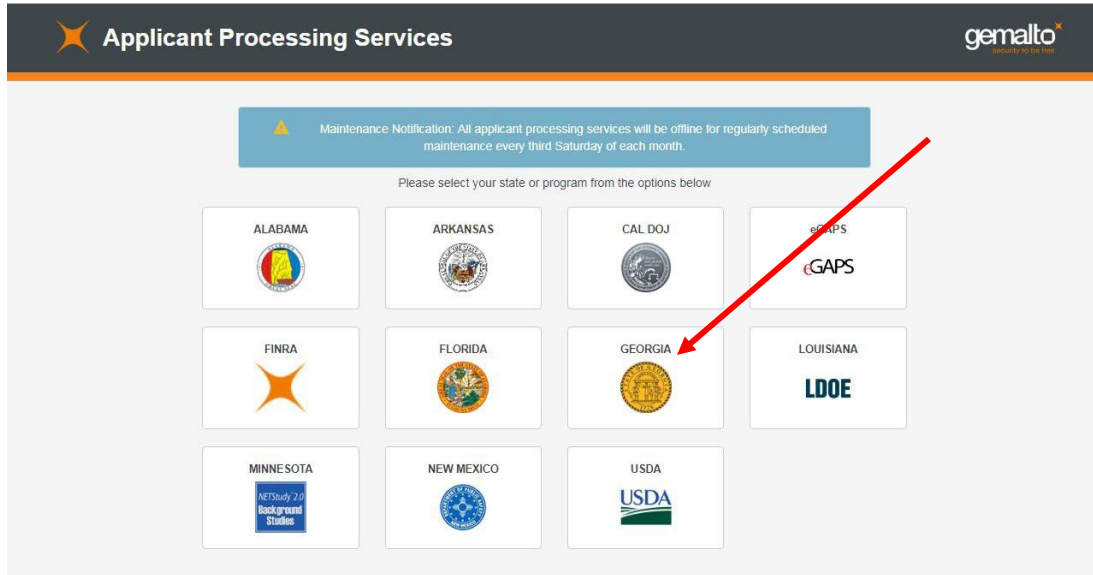 Applicant Processing Services
gemalto
security to be free
Maintenance Notification: All applicant processing services will be offline for regularly scheduled
maintenance every third Saturday of each month.
Please select your state or program from the options below
ALABAMA
ARKANSAS
CAL DOJ
eGAPS
eGAPS
FINRA
FLORIDA
GEORGIA
LOUISIANA
LDOE
MINNESOTA
NETStudy 2.0
Background
Studies
NEW MEXICO
USDA
USDA